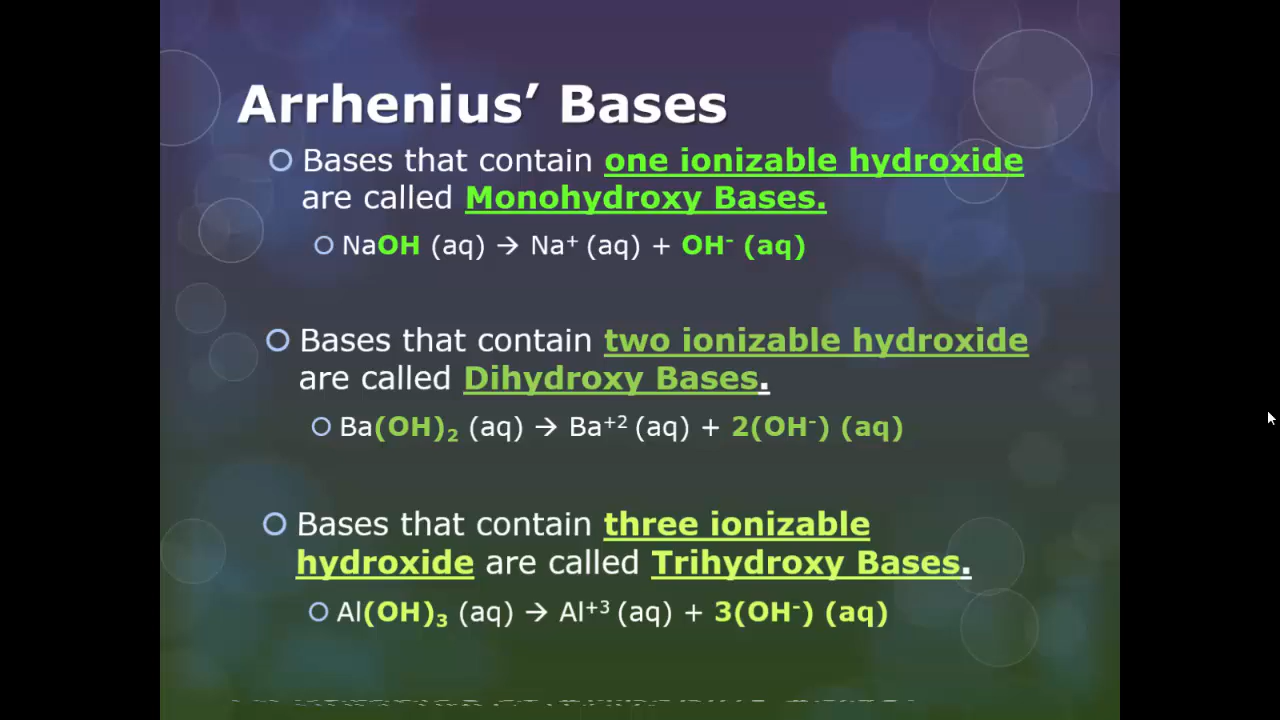 Arrhenius’ Bases
Bases that contain one ionizable hydroxide
are called Monohydroxy Bases.
NaOH (aq) → Na⁺ (aq) + OH⁻ (aq)
Bases that contain two ionizable hydroxide
are called Dihydroxy Bases.
Ba(OH)₂ (aq) → Ba⁺² (aq) + 2(OH⁻) (aq)
Bases that contain three ionizable
hydroxide are called Trihydroxy Bases.
Al(OH)₃ (aq) → Al⁺³ (aq) + 3(OH⁻) (aq)